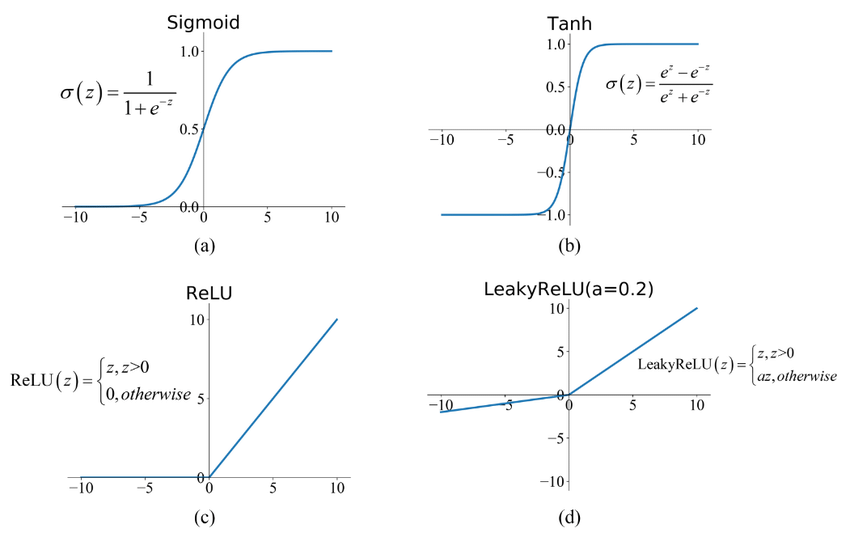 Sigmoid
1.0
σ(z) = 1 / (1+e^{-z})
0.5
0.0
−10 −5 0 5 10
(a)
Tanh
1.0
σ(z) = (e^z − e^{-z}) / (e^z + e^{-z})
0.5
0.0
−10 −5 0 5 10
−0.5
−1.0
(b)
ReLU
10
ReLU(z) = { z, z>0
0, otherwise
5
0
−10 −5 0 5 10
(c)
LeakyReLU(a=0.2)
10
5
LeakyReLU(z) = { z, z>0
az, otherwise
0
−10 −5 0 5 10
−5
−10
(d)